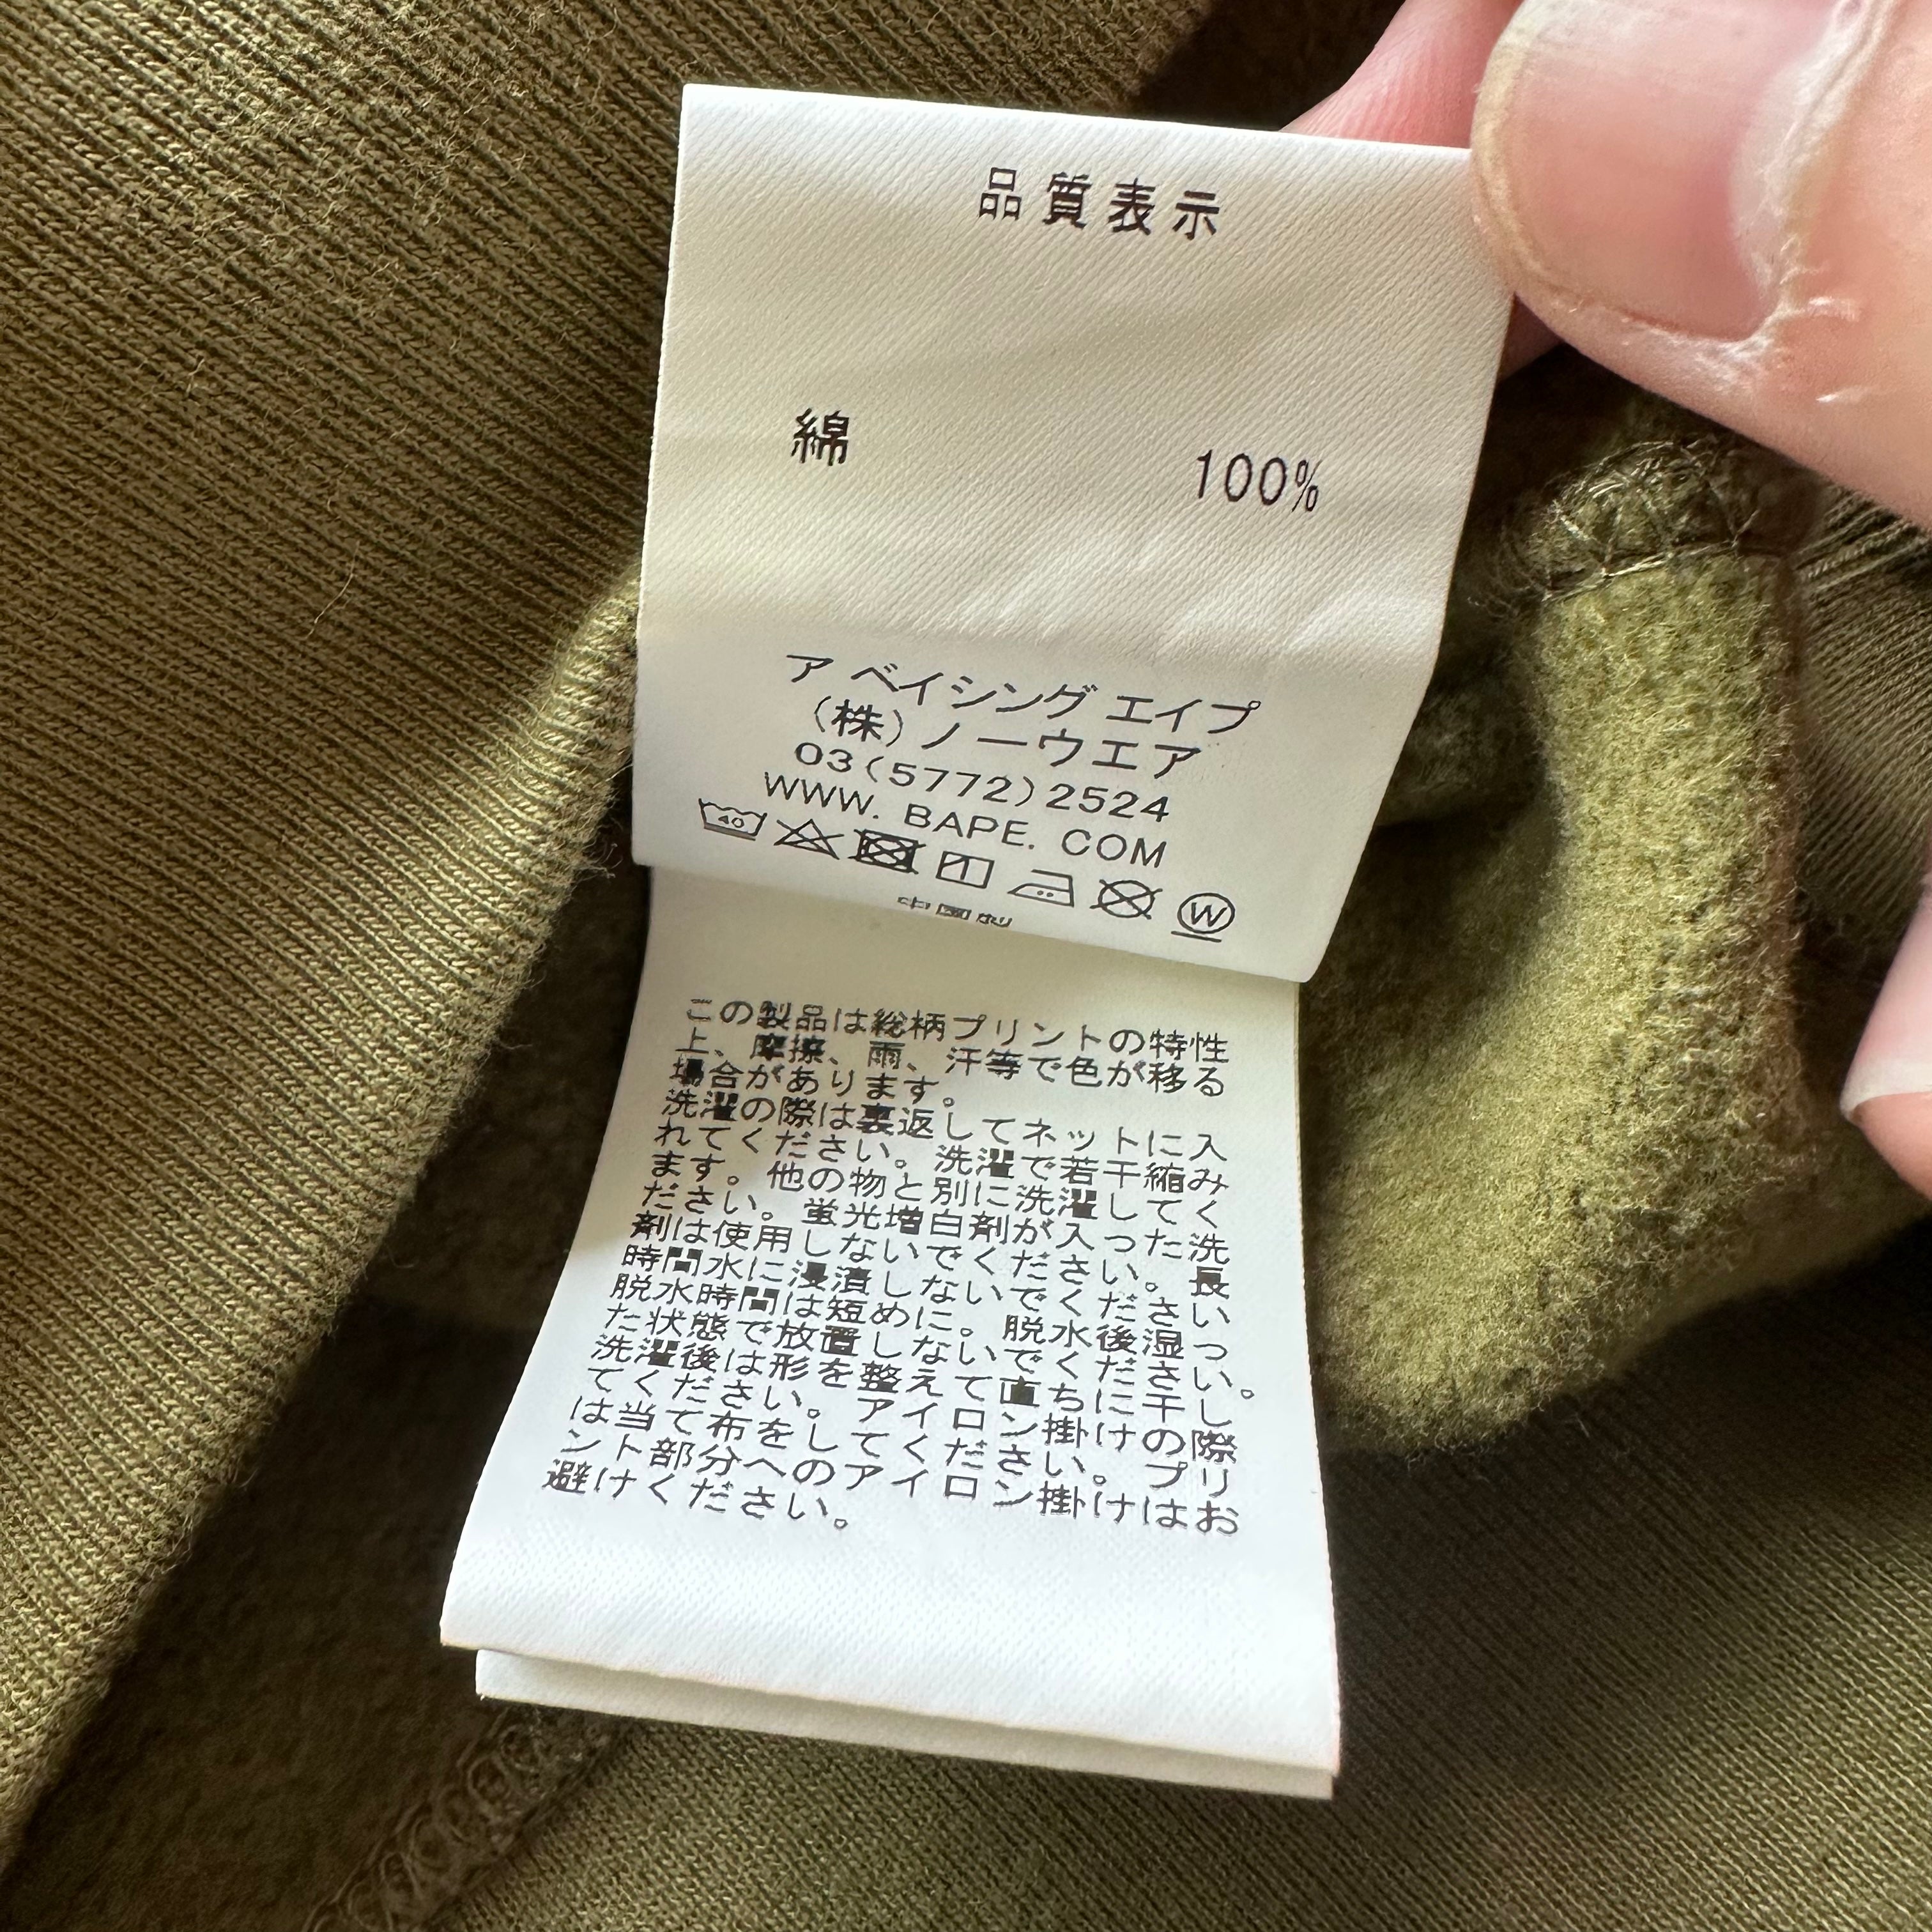 品質表示
綿 100%
ア ベイシング エイプ
(株)ノーウエア
03(5772)2524
WWW. BAPE. COM
40
W
中国製
この製品は総柄プリントの特性
上、摩擦、雨、汗等で色が移る
場合があります。
洗濯の際は裏返してネットに入
れてください。洗濯で若干縮み
ます。他の物と別に洗濯してく
ださい。蛍光増白剤が入った洗
剤は使用しないでください。長
時間水に浸漬しないでください
脱水時間は短めに。脱水後湿っ
た状態で放置しないでください。
洗濯後は形を整えて直ちに干し
てください。アイロン掛けの際
は当て布をしてください。プリ
ント部分へのアイロン掛けはお
避けください。